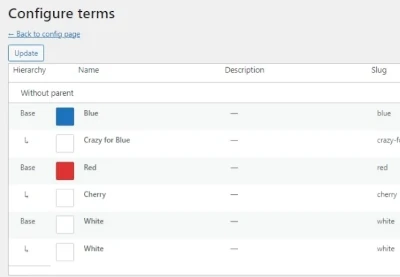 Configure terms
← Back to config page
Update
Hierarchy Name Description Slug
Without parent
Base Blue — blue
↳ Crazy for Blue — crazy-f
Base Red — red
↳ Cherry — cherry
Base White — white
↳ White — white